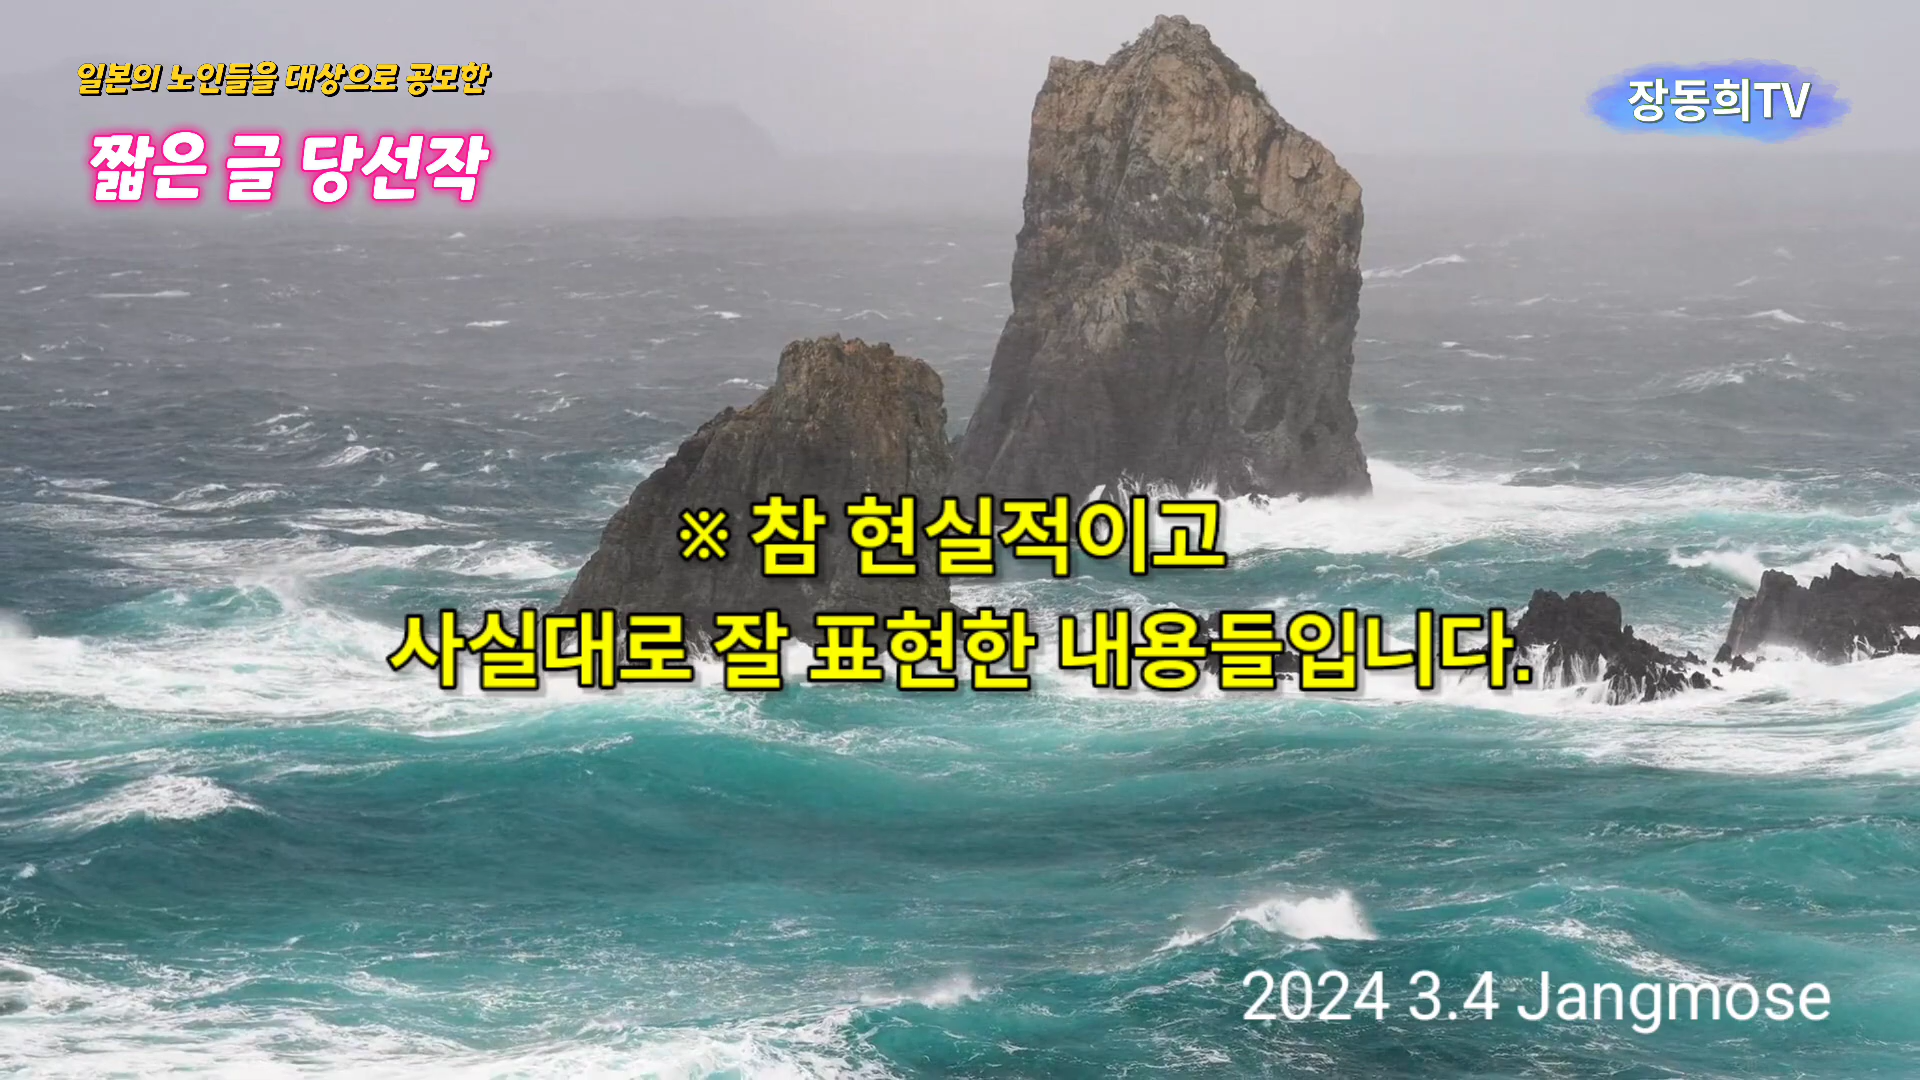 일본의 노인들을 대상으로 공모한
짧은 글 당선작
장동희TV
※ 참 현실적이고
사실대로 잘 표현한 내용들입니다.
2024 3.4 Jangmose